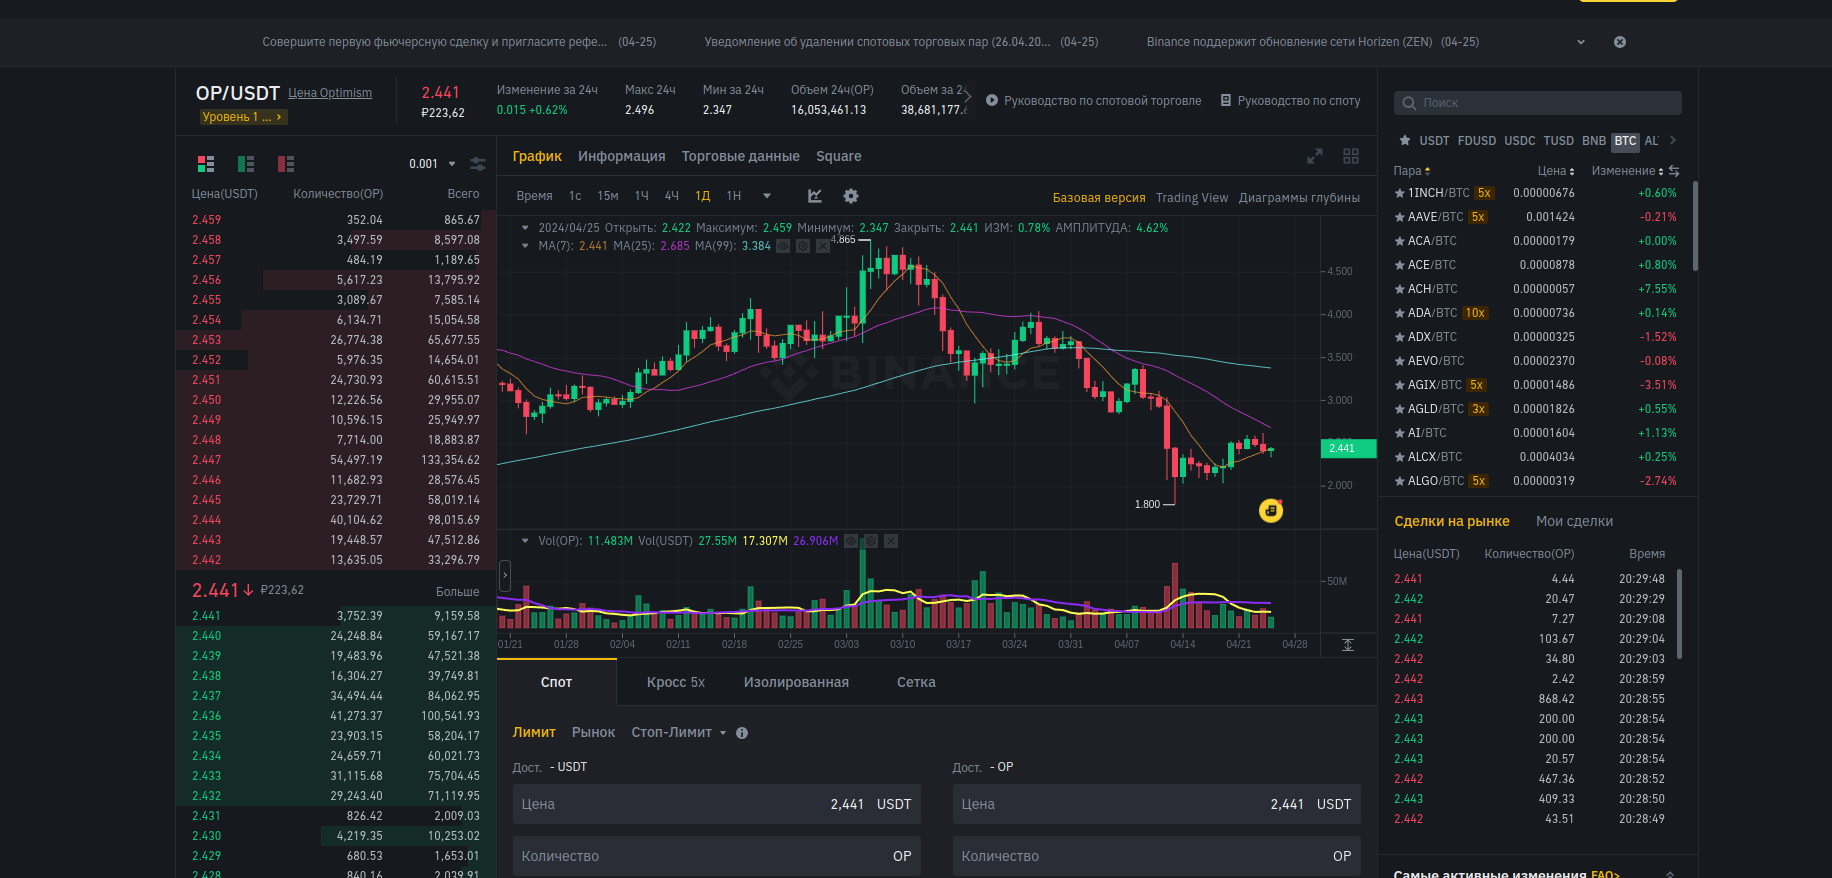 Совершите первую фьючерсную сделку и пригласите рефе... (04-25) Уведомление об удалении спотовых торговых пар (26.04.20... (04-25) Binance поддержит обновление сети Horizen (ZEN) (04-25)
OP/USDT Цена Optimism
Уровень 1 ...
2.441
₽223,62
Изменение за 24ч
0.015 +0.62%
Макс 24ч
2.496
Мин за 24ч
2.347
Объем 24ч(OP)
16,053,461.13
Объем за 24
38,681,177.
Руководство по спотовой торговле
Руководство по споту
0.001
Цена(USDT) Количество(OP) Всего
2.459 352.04 865.67
2.458 3,497.59 8,597.08
2.457 484.19 1,189.65
2.456 5,617.23 13,795.92
2.455 3,089.67 7,585.14
2.454 6,134.71 15,054.58
2.453 26,774.38 65,677.55
2.452 5,976.35 14,654.01
2.451 24,730.93 60,615.51
2.450 12,226.56 29,955.07
2.449 10,596.15 25,949.97
2.448 7,714.00 18,883.87
2.447 54,497.19 133,354.62
2.446 11,682.93 28,576.45
2.445 23,729.71 58,019.14
2.444 40,104.62 98,015.69
2.443 19,448.57 47,512.86
2.442 13,635.05 33,296.79
2.441 ₽223,62 Больше
2.441 3,752.39 9,159.58
2.440 24,248.84 59,167.17
2.439 19,483.96 47,521.38
2.438 16,304.27 39,749.81
2.437 34,494.44 84,062.95
2.436 41,273.37 100,541.93
2.435 23,903.15 58,204.17
2.434 24,659.71 60,021.73
2.433 31,115.68 75,704.45
2.432 29,243.40 71,119.95
2.431 826.42 2,009.03
2.430 4,219.35 10,253.02
2.429 680.53 1,653.01
2.428 840.16 2,039.91
График Информация Торговые данные Square
Время 1с 15м 1Ч 4Ч 1Д 1Н
Базовая версия Trading View Диаграммы глубины
2024/04/25 Открыть: 2.422 Максимум: 2.459 Минимум: 2.347 Закрыть: 2.441 ИЗМ: 0.78% АМПЛИТУДА: 4.62%
MA(7): 2.441 MA(25): 2.685 MA(99): 3.384
4.865
4.500
4.000
3.500
BINANCE
3.000
2.441
2.000
1.800
Vol(OP): 11.483M Vol(USDT) 27.55M 17.307M 26.906M
50M
01/21 01/28 02/04 02/11 02/18 02/25 03/03 03/10 03/17 03/24 03/31 04/07 04/14 04/21 04/28
Спот Кросс 5x Изолированная Сетка
Лимит Рынок Стоп-Лимит
Дост. - USDT
Цена 2,441 USDT
Количество OP
Дост. - OP
Цена 2,441 USDT
Количество OP
Поиск
USDT FDUSD USDC TUSD BNB BTC AL
Пара Цена Изменение
1INCH/BTC 5x 0.00000676 +0.60%
AAVE/BTC 5x 0.001424 -0.21%
ACA/BTC 0.00000179 +0.00%
ACE/BTC 0.0000878 +0.80%
ACH/BTC 0.00000057 +7.55%
ADA/BTC 10x 0.00000736 +0.14%
ADX/BTC 0.00000325 -1.52%
AEVO/BTC 0.00002370 -0.08%
AGIX/BTC 5x 0.00001486 -3.51%
AGLD/BTC 3x 0.00001826 +0.55%
AI/BTC 0.00001604 +1.13%
ALCX/BTC 0.0004034 +0.25%
ALGO/BTC 5x 0.00000319 -2.74%
Сделки на рынке Мои сделки
Цена(USDT) Количество(OP) Время
2.441 4.44 20:29:48
2.442 20.47 20:29:29
2.441 7.27 20:29:08
2.442 103.67 20:29:04
2.442 34.80 20:29:03
2.442 2.42 20:28:59
2.443 868.42 20:28:55
2.443 200.00 20:28:54
2.443 200.00 20:28:54
2.443 20.57 20:28:54
2.442 467.36 20:28:52
2.443 409.33 20:28:50
2.442 43.51 20:28:49
Самые активные изменения FAQ>